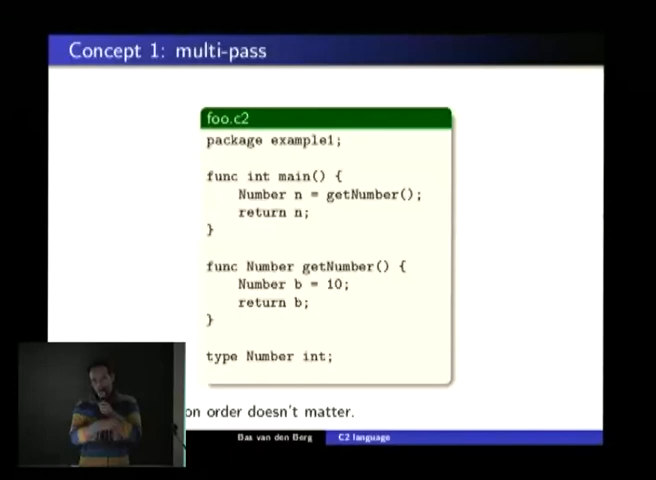 Concept 1: multi-pass
foo.c2
package example1;
func int main() {
Number n = getNumber();
return n;
}
func Number getNumber() {
Number b = 10;
return b;
}
type Number int;
on order doesn't matter.
Bas van den Berg C2 language